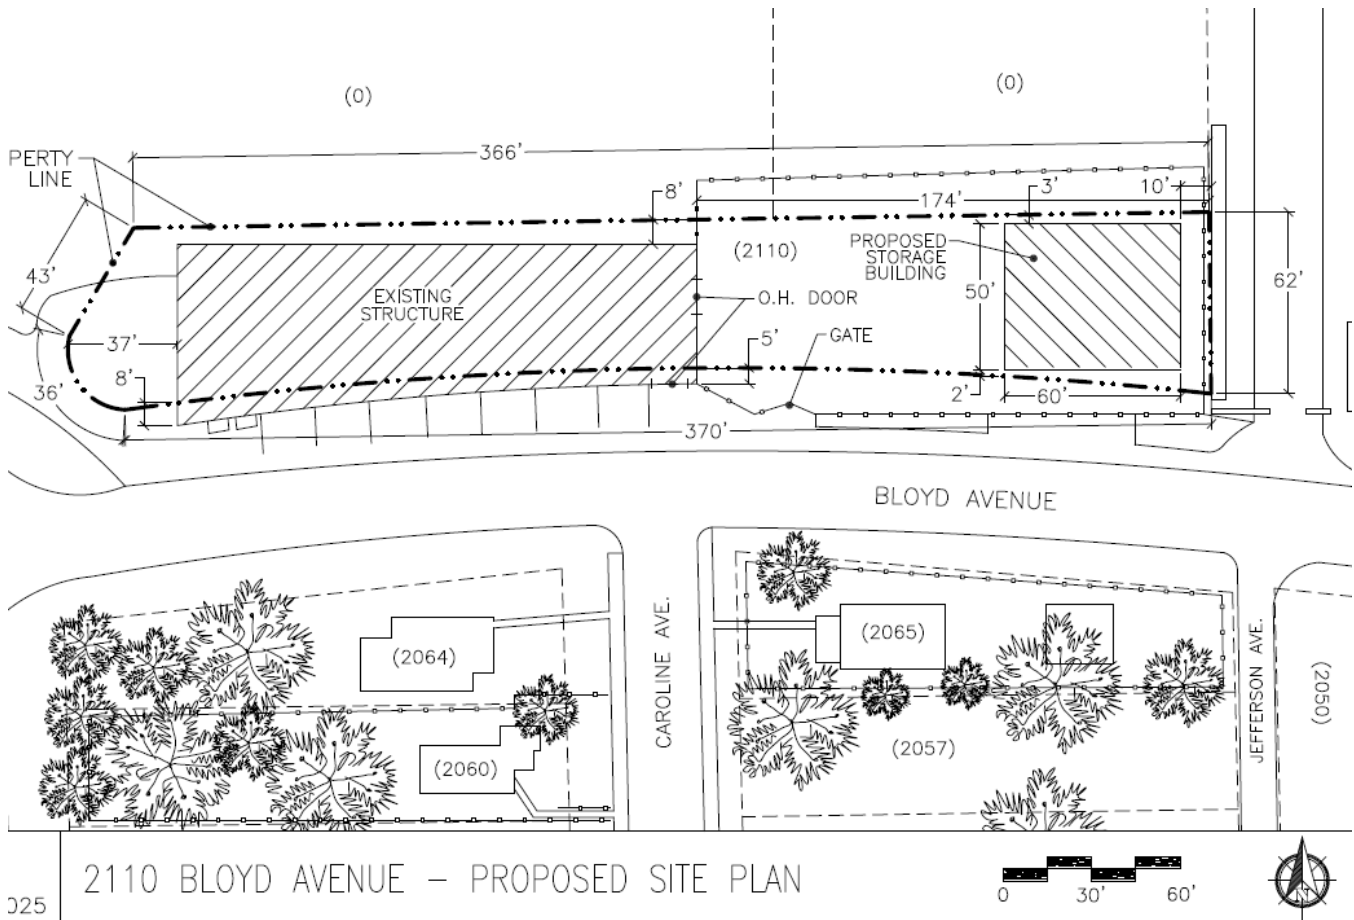 (0)
(0)
366'
PERTY
LINE
8'
3'
10'
174'
43'
(2110)
PROPOSED
STORAGE
BUILDING
EXISTING
STRUCTURE
O.H. DOOR
50'
62'
37'
5'
GATE
36'
8'
2'
60'
370'
BLOYD AVENUE
CAROLINE AVE.
JEFFERSON AVE.
(2064)
(2065)
(2050)
(2060)
(2057)
2110 BLOYD AVENUE – PROPOSED SITE PLAN
0 30' 60'
N
025